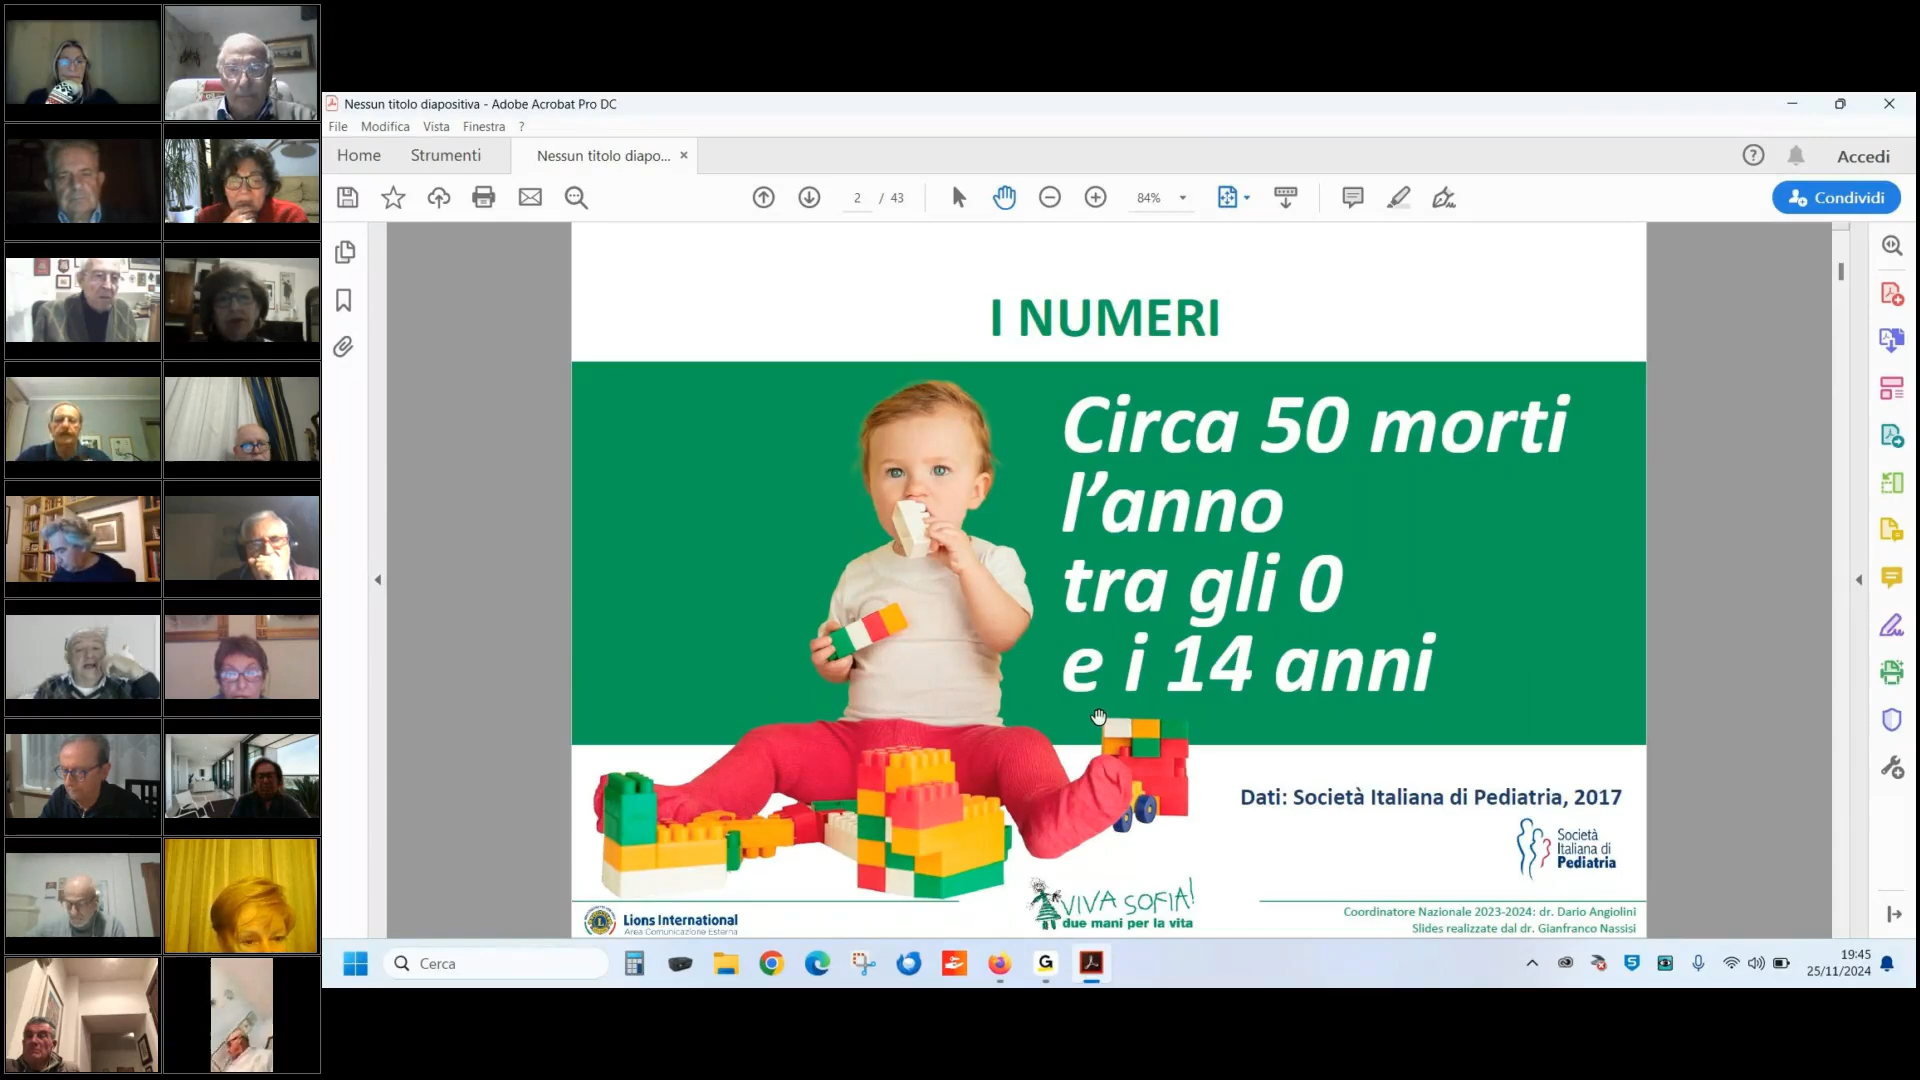 Nessun titolo diapositiva - Adobe Acrobat Pro DC
File Modifica Vista Finestra ?
Home Strumenti Nessun titolo diapo... Accedi
2 / 43 84% Condividi
I NUMERI
Circa 50 morti
l'anno
tra gli 0
e i 14 anni
Dati: Società Italiana di Pediatria, 2017
Società
Italiana di
Pediatria
VIVA SOFIA!
due mani per la vita
Lions International
Area Comunicazione Esterna
Coordinatore Nazionale 2023-2024: dr. Dario Angiolini
Slides realizzate dal dr. Gianfranco Nassisi
Cerca
19:45
25/11/2024